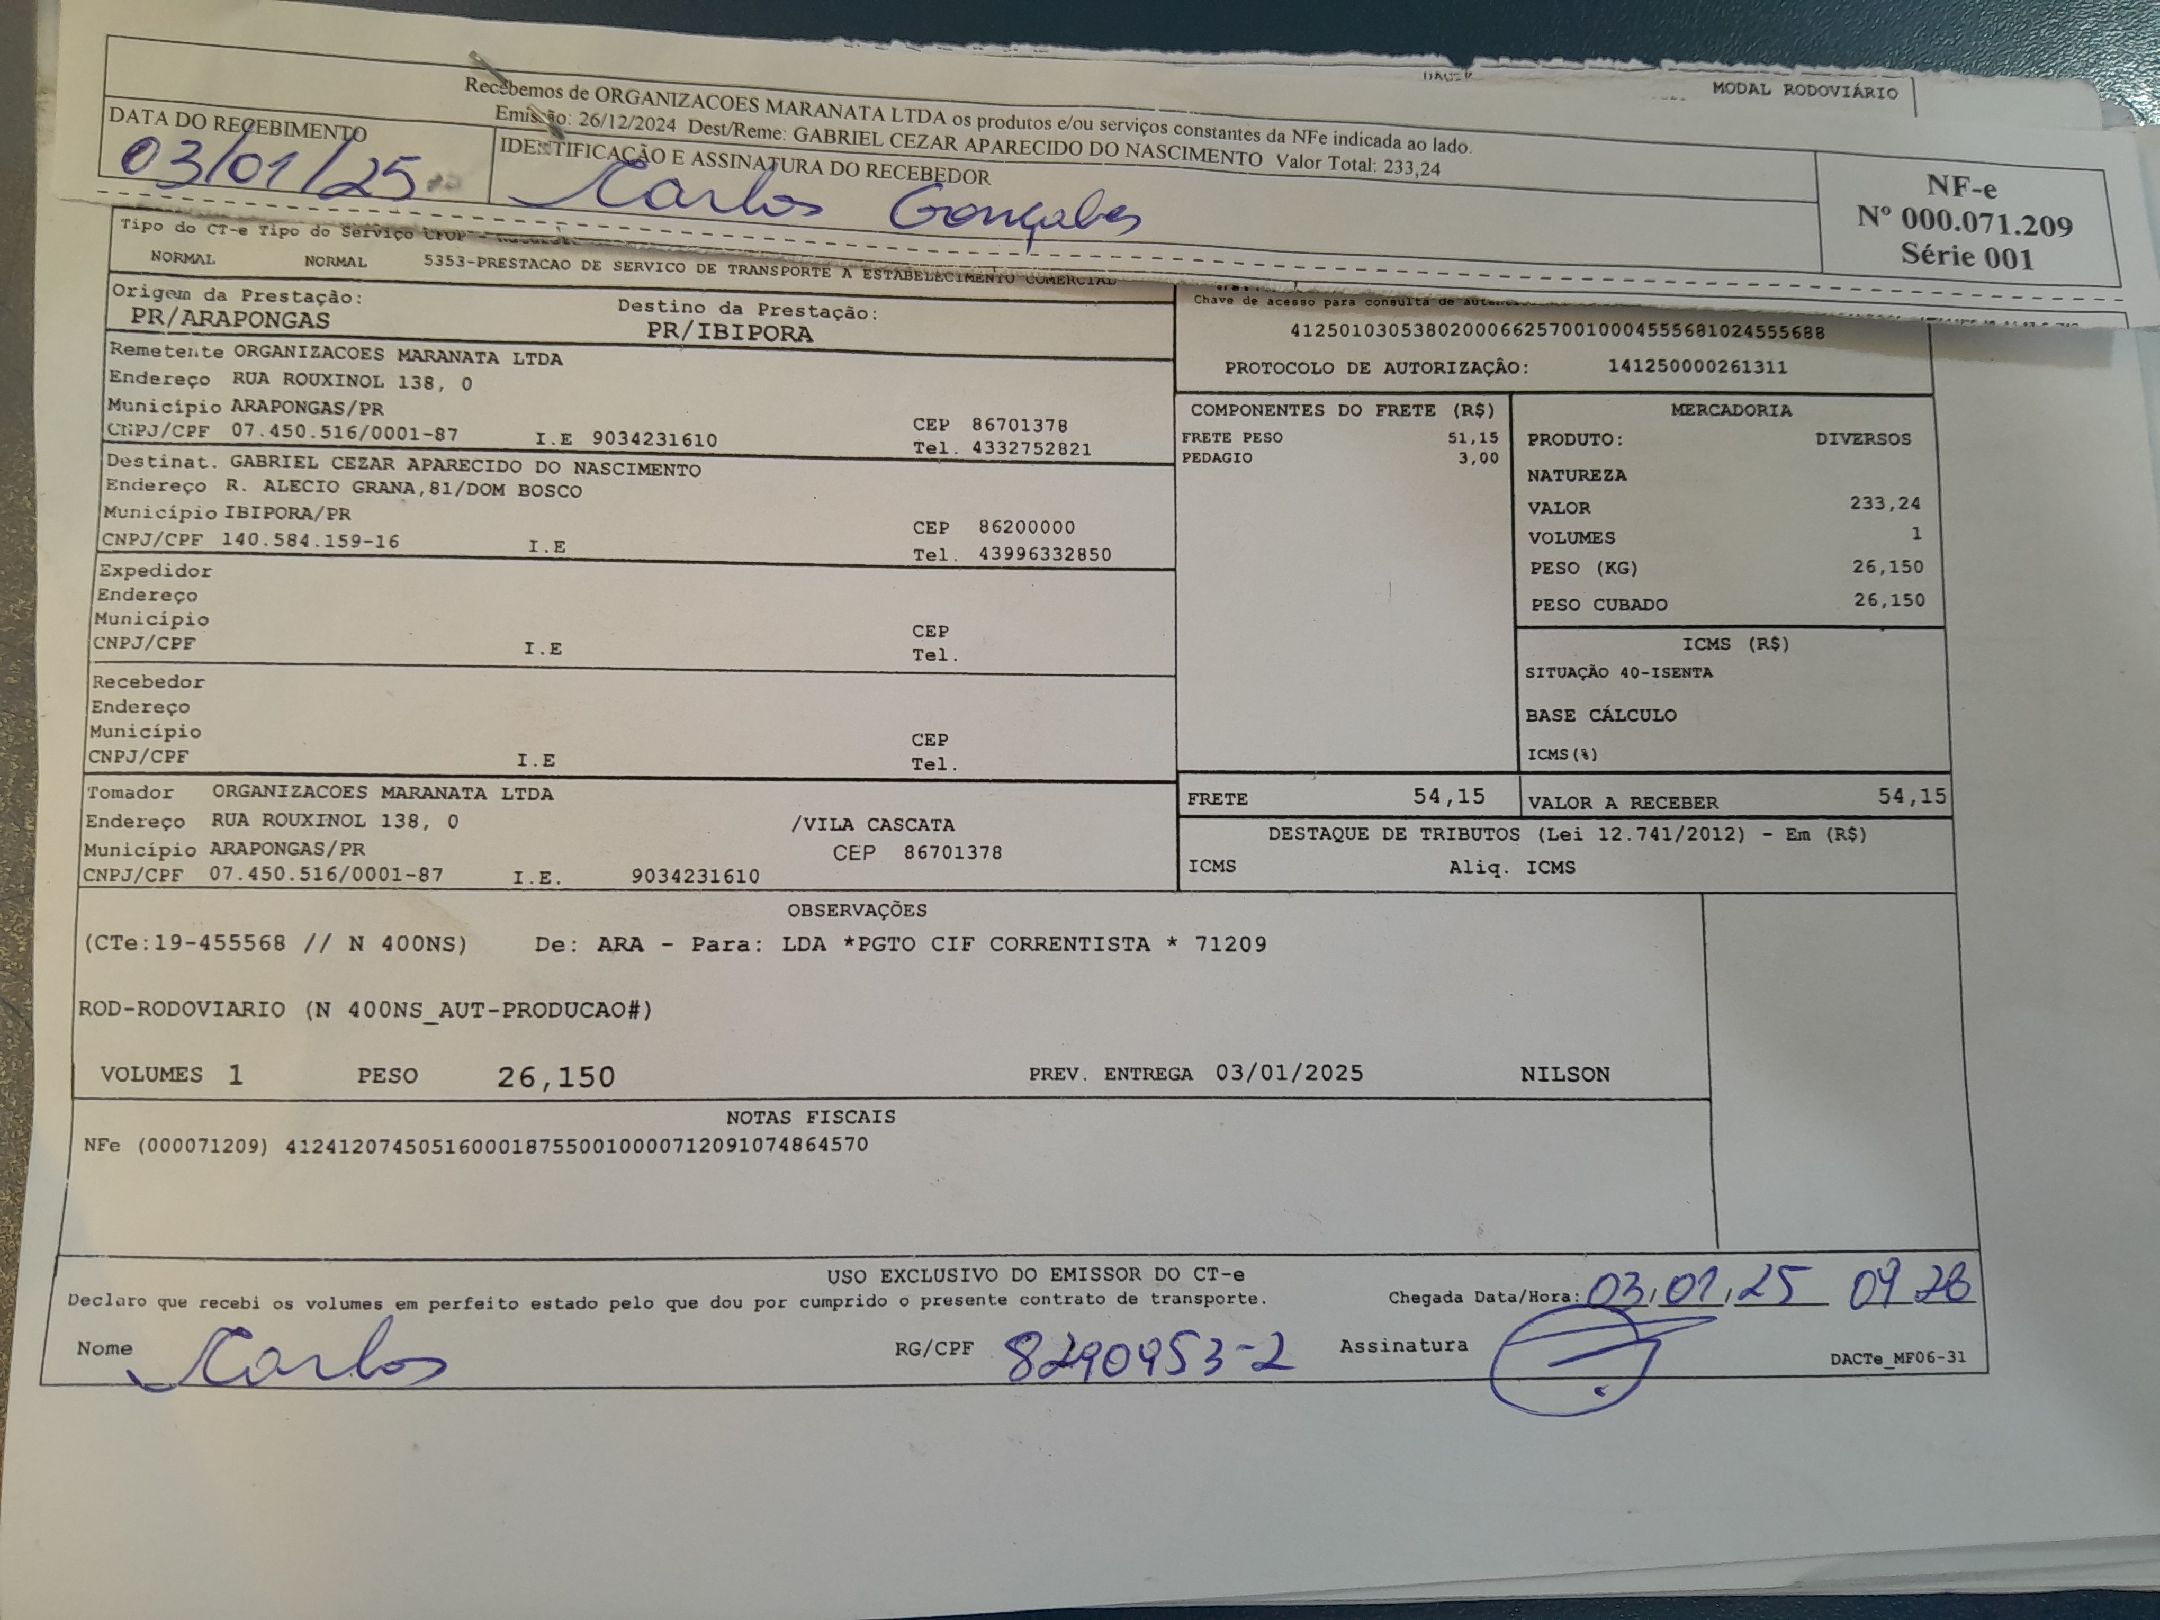 MODAL RODOVIÁRIO
Recebemos de ORGANIZACOES MARANATA LTDA os produtos e/ou serviços constantes da NFe indicada ao lado.
Emissão: 26/12/2024 Dest/Reme: GABRIEL CEZAR APARECIDO DO NASCIMENTO Valor Total: 233,24
DATA DO RECEBIMENTO
03/01/25
IDENTIFICAÇÃO E ASSINATURA DO RECEBEDOR
Carlos Gonçalves
NF-e
Nº 000.071.209
Série 001
Tipo do CT-e Tipo do Serviço CFOP -
NORMAL NORMAL 5353-PRESTACAO DE SERVICO DE TRANSPORTE A ESTABELECIMENTO COMERCIAL
Origem da Prestação: Destino da Prestação:
PR/ARAPONGAS PR/IBIPORA
Chave de acesso para consulta de
41250103053802000662570010004555681024555688
PROTOCOLO DE AUTORIZAÇÃO: 141250000261311
Remetente ORGANIZACOES MARANATA LTDA
Endereço RUA ROUXINOL 138, 0
Município ARAPONGAS/PR CEP 86701378
CNPJ/CPF 07.450.516/0001-87 I.E 9034231610 Tel. 4332752821
Destinat. GABRIEL CEZAR APARECIDO DO NASCIMENTO
Endereço R. ALECIO GRANA,81/DOM BOSCO
Município IBIPORA/PR CEP 86200000
CNPJ/CPF 140.584.159-16 I.E Tel. 43996332850
Expedidor
Endereço
Município CEP
CNPJ/CPF I.E Tel.
Recebedor
Endereço
Município CEP
CNPJ/CPF I.E Tel.
Tomador ORGANIZACOES MARANATA LTDA
Endereço RUA ROUXINOL 138, 0 /VILA CASCATA
Município ARAPONGAS/PR CEP 86701378
CNPJ/CPF 07.450.516/0001-87 I.E. 9034231610
COMPONENTES DO FRETE (R$)
FRETE PESO 51,15
PEDAGIO 3,00
MERCADORIA
PRODUTO: DIVERSOS
NATUREZA
VALOR 233,24
VOLUMES 1
PESO (KG) 26,150
PESO CUBADO 26,150
ICMS (R$)
SITUAÇÃO 40-ISENTA
BASE CÁLCULO
ICMS(%)
FRETE 54,15 VALOR A RECEBER 54,15
DESTAQUE DE TRIBUTOS (Lei 12.741/2012) - Em (R$)
ICMS Aliq. ICMS
OBSERVAÇÕES
(CTe:19-455568 // N 400NS) De: ARA - Para: LDA *PGTO CIF CORRENTISTA * 71209
ROD-RODOVIARIO (N 400NS_AUT-PRODUCAO#)
VOLUMES 1 PESO 26,150 PREV. ENTREGA 03/01/2025 NILSON
NOTAS FISCAIS
NFe (000071209) 41241207450516000187550010000712091074864570
USO EXCLUSIVO DO EMISSOR DO CT-e
Declaro que recebi os volumes em perfeito estado pelo que dou por cumprido o presente contrato de transporte. Chegada Data/Hora: 03,01,25 09 28
Nome Carlos RG/CPF 8290953-2 Assinatura
DACTe_MF06-31